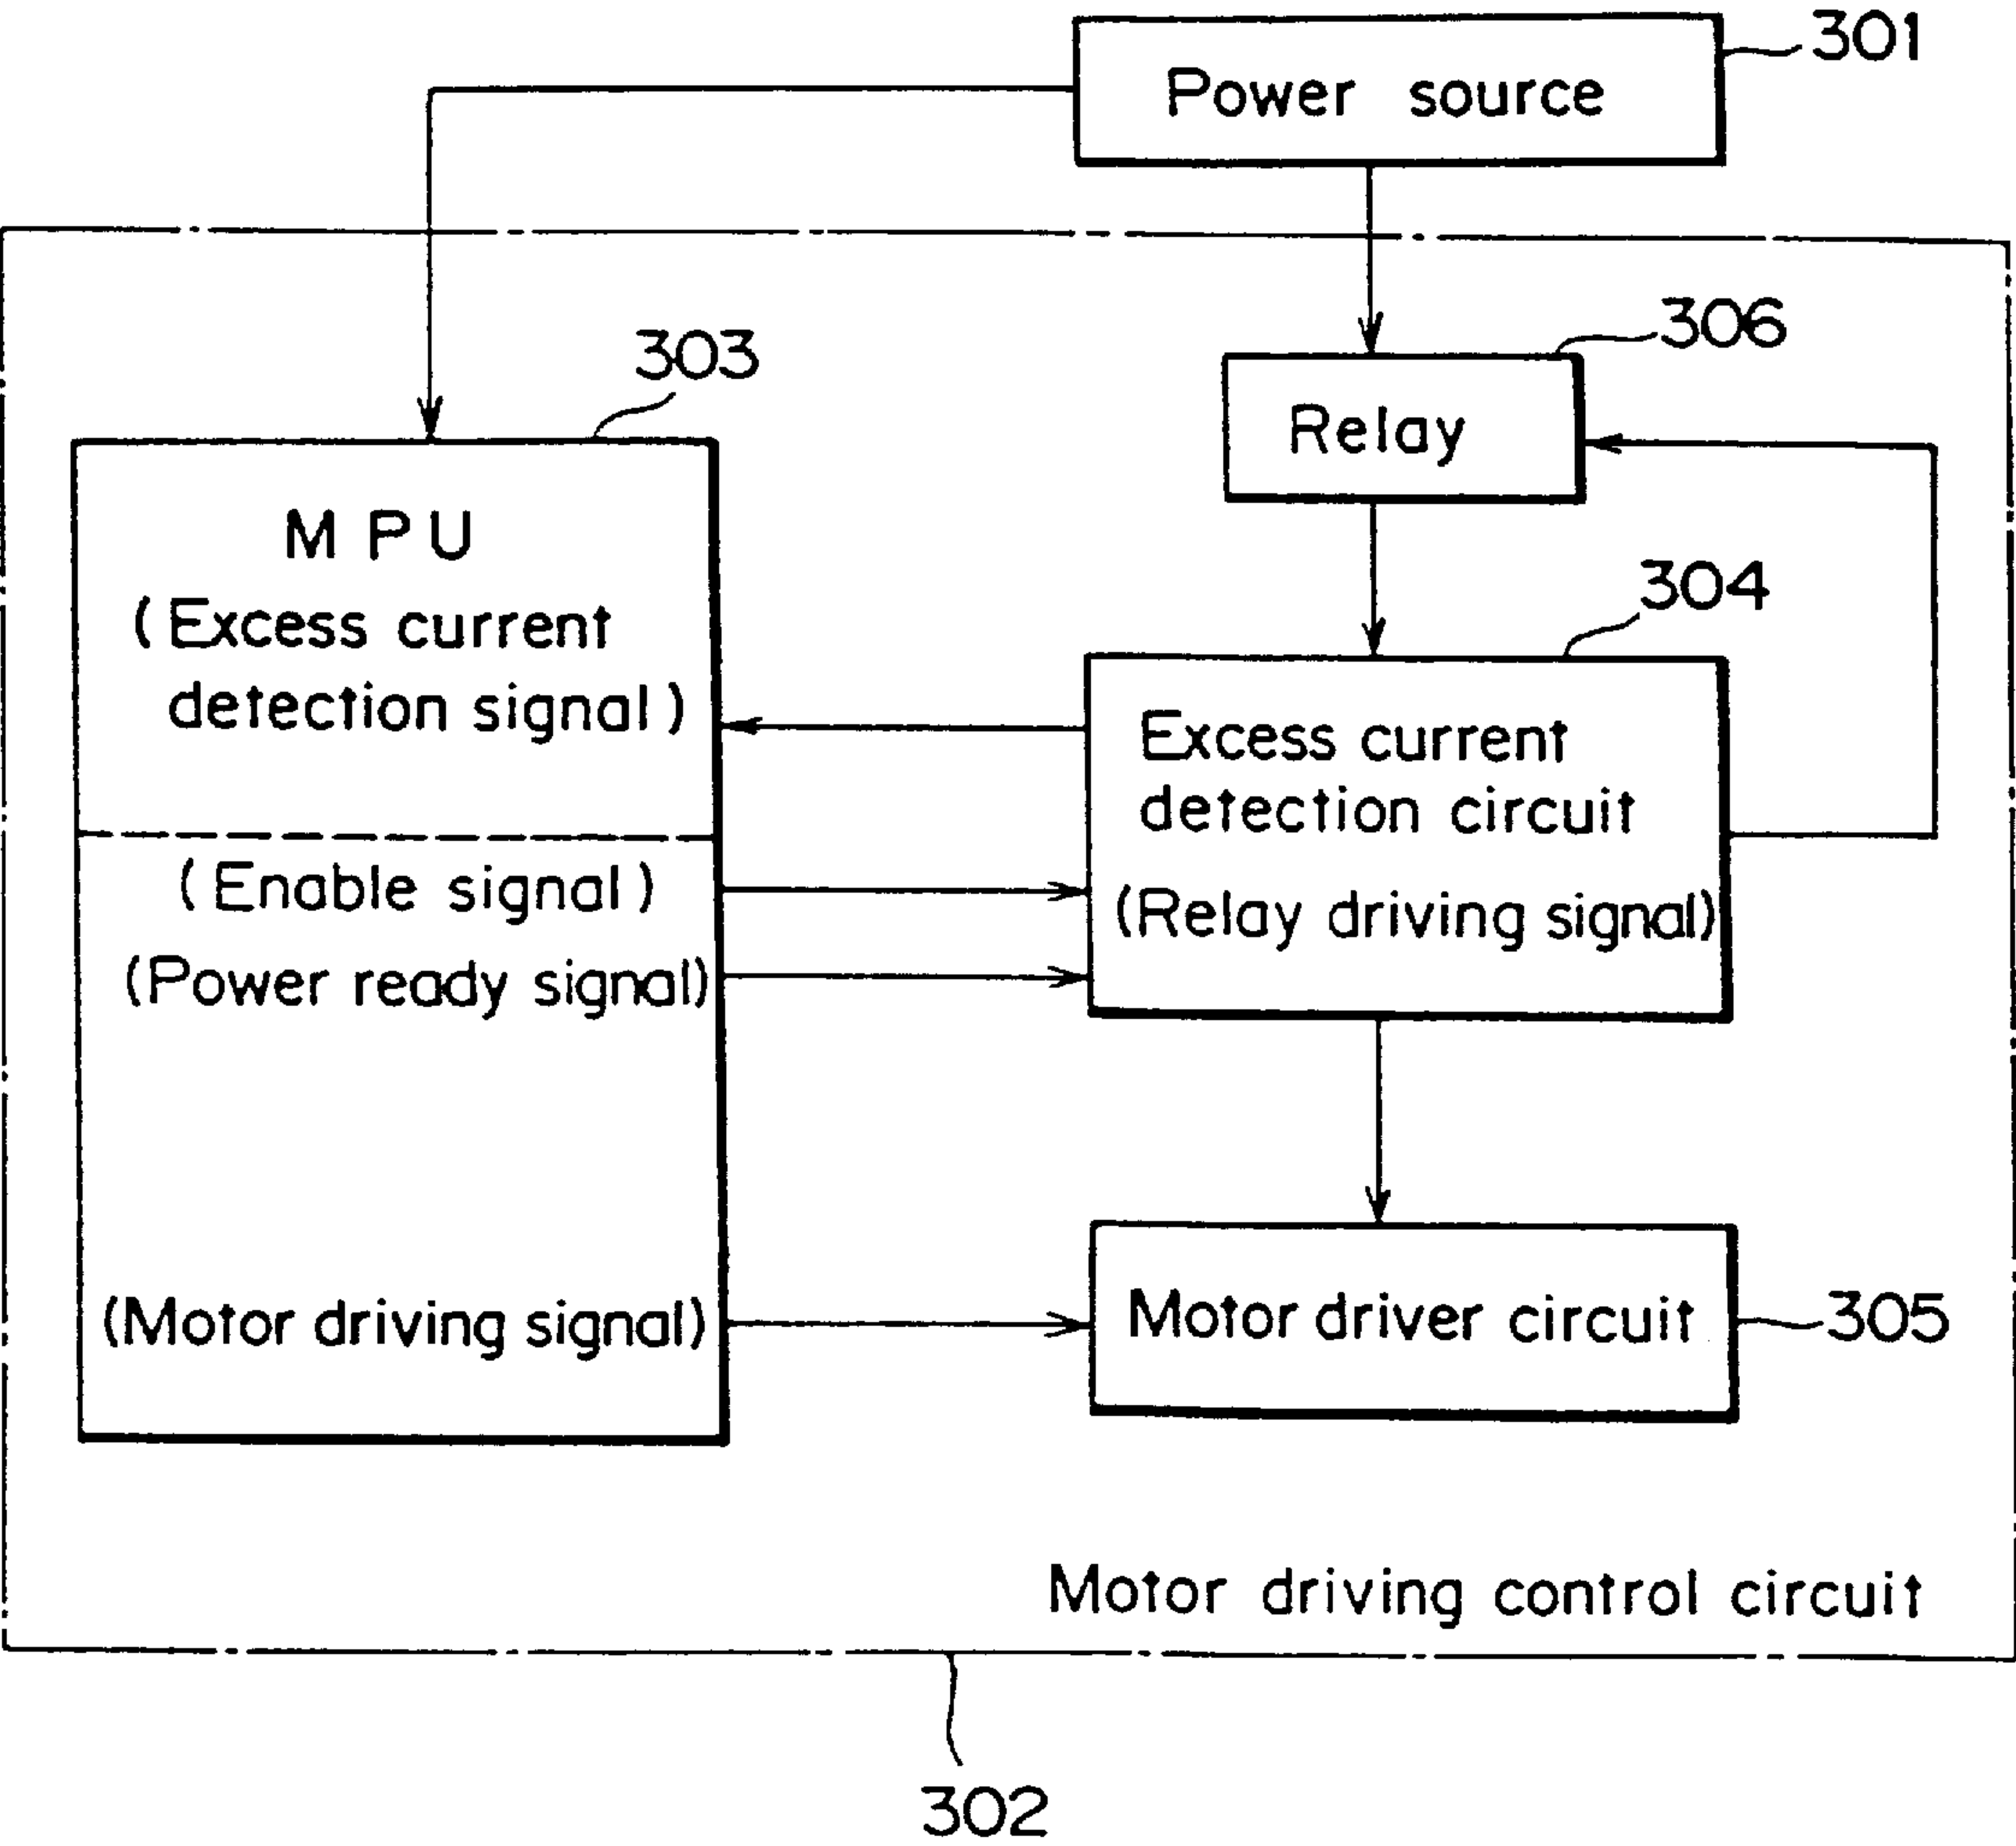 Power source
301
306
303
Relay
MPU
(Excess current
detection signal)
304
Excess current
detection circuit
(Relay driving signal)
(Enable signal)
(Power ready signal)
(Motor driving signal)
Motor driver circuit
305
Motor driving control circuit
302